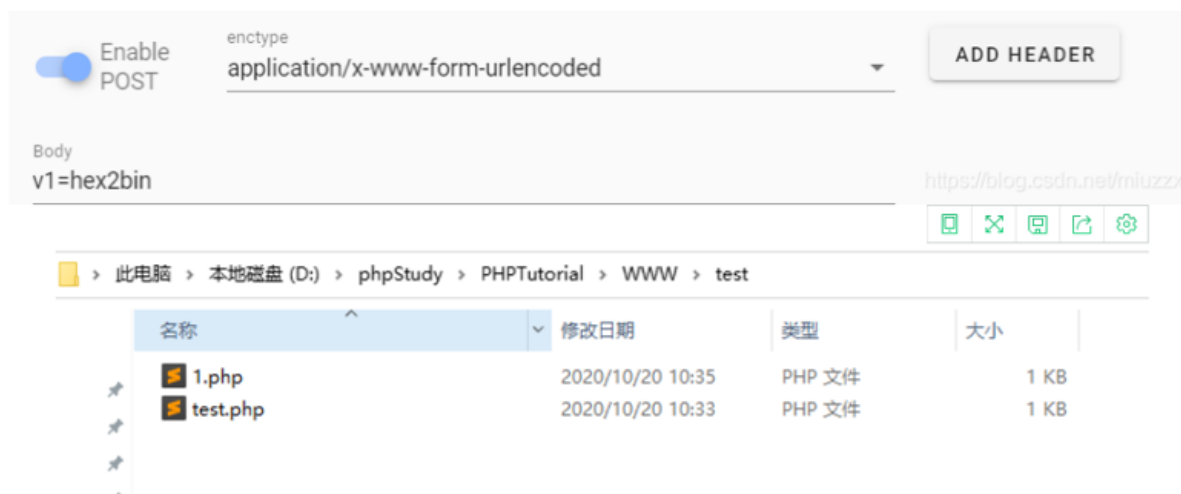 Enable POST
enctype
application/x-www-form-urlencoded
ADD HEADER
Body
v1=hex2bin
https://blog.csdn.net/miuzzx
此电脑 > 本地磁盘 (D:) > phpStudy > PHPTutorial > WWW > test
名称 修改日期 类型 大小
1.php 2020/10/20 10:35 PHP 文件 1 KB
test.php 2020/10/20 10:33 PHP 文件 1 KB